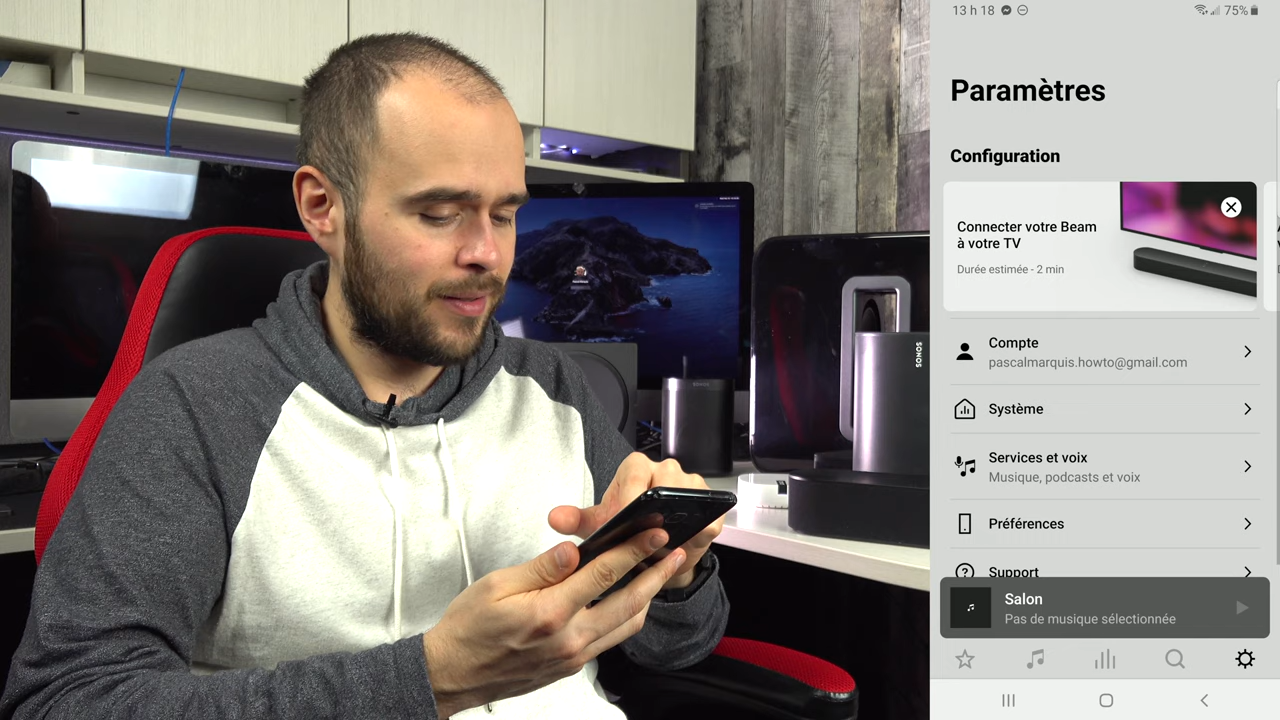 13 h 18
75%
Paramètres
Configuration
Connecter votre Beam
à votre TV
Durée estimée - 2 min
Compte
pascalmarquis.howto@gmail.com
Système
Services et voix
Musique, podcasts et voix
Préférences
Support
Salon
Pas de musique sélectionnée
SONOS
SONOS